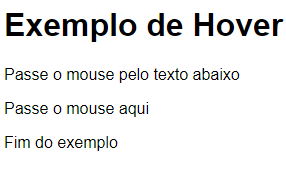 Exemplo de Hover
Passe o mouse pelo texto abaixo
Passe o mouse aqui
Fim do exemplo